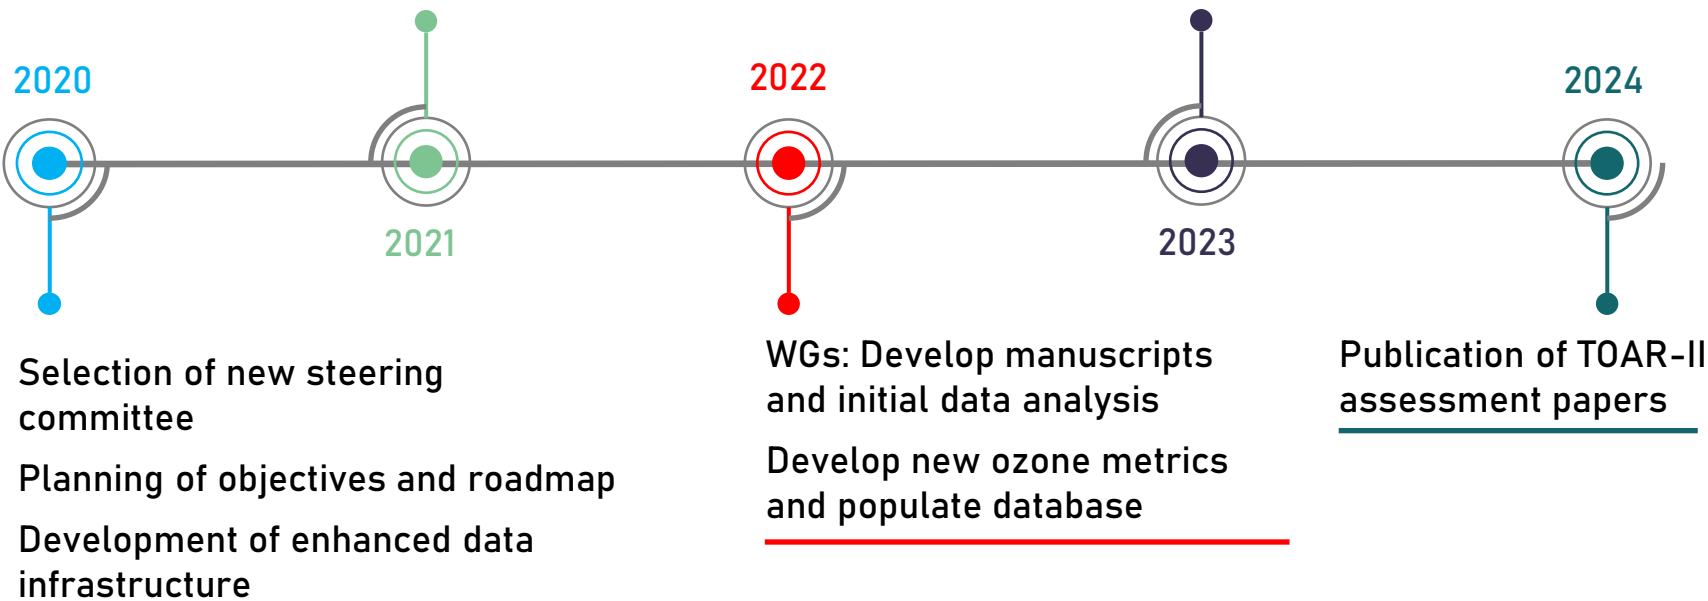 2020
2021
2022
2023
2024
Selection of new steering
committee
Planning of objectives and roadmap
Development of enhanced data
infrastructure
WGs: Develop manuscripts
and initial data analysis
Develop new ozone metrics
and populate database
Publication of TOAR-II
assessment papers